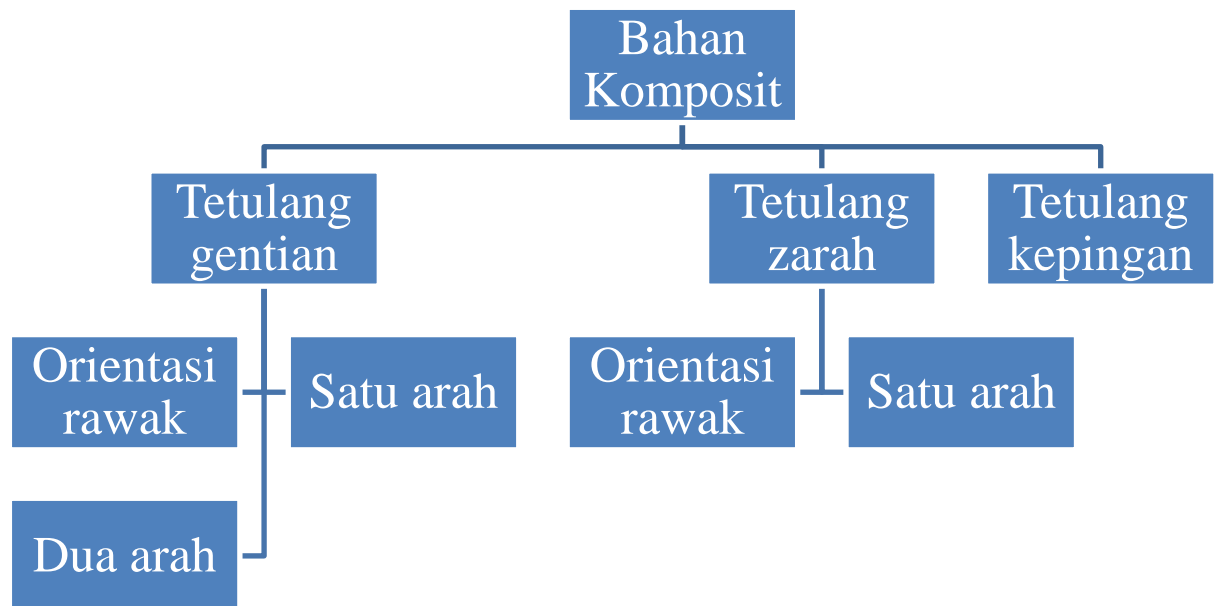 Bahan
Komposit
Tetulang
gentian
Tetulang
zarah
Tetulang
kepingan
Orientasi
rawak
Satu arah
Orientasi
rawak
Satu arah
Dua arah